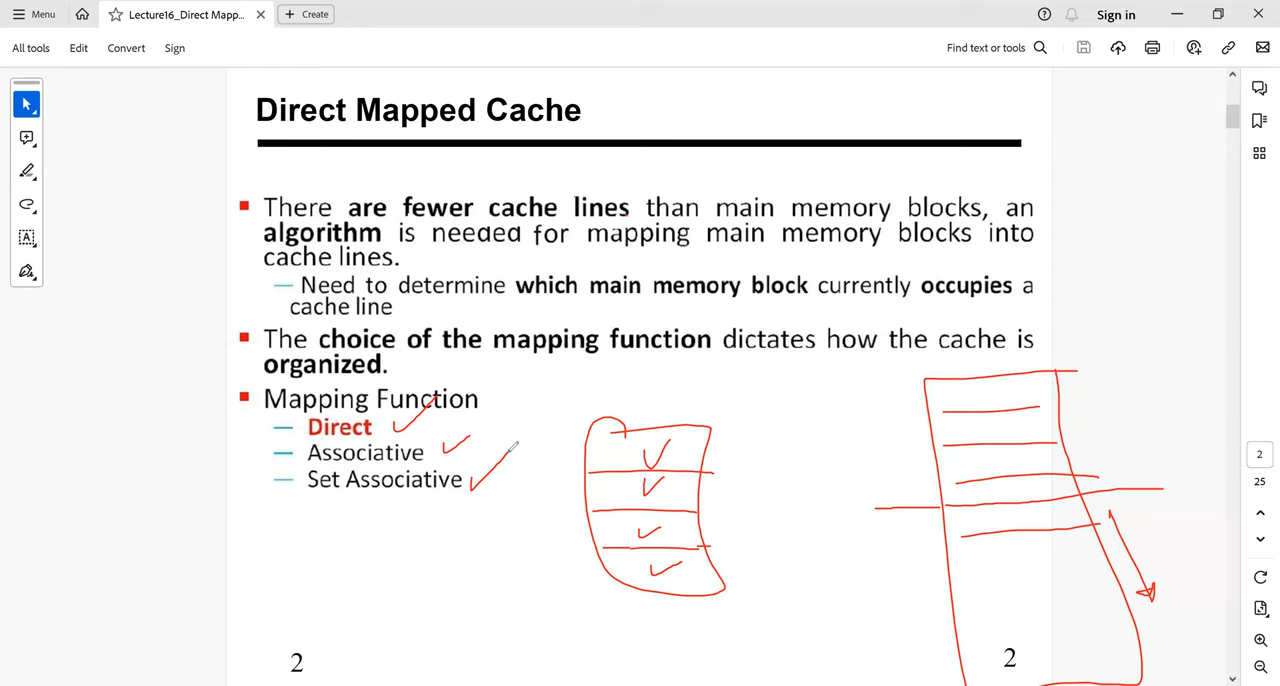 Menu
Lecture16_Direct Mapp...
Create
Sign in
All tools
Edit
Convert
Sign
Find text or tools
Direct Mapped Cache
There are fewer cache lines than main memory blocks, an
algorithm is needed for mapping main memory blocks into
cache lines.
— Need to determine which main memory block currently occupies a
cache line
The choice of the mapping function dictates how the cache is
organized.
Mapping Function
— Direct
— Associative
— Set Associative
2
25
2
2